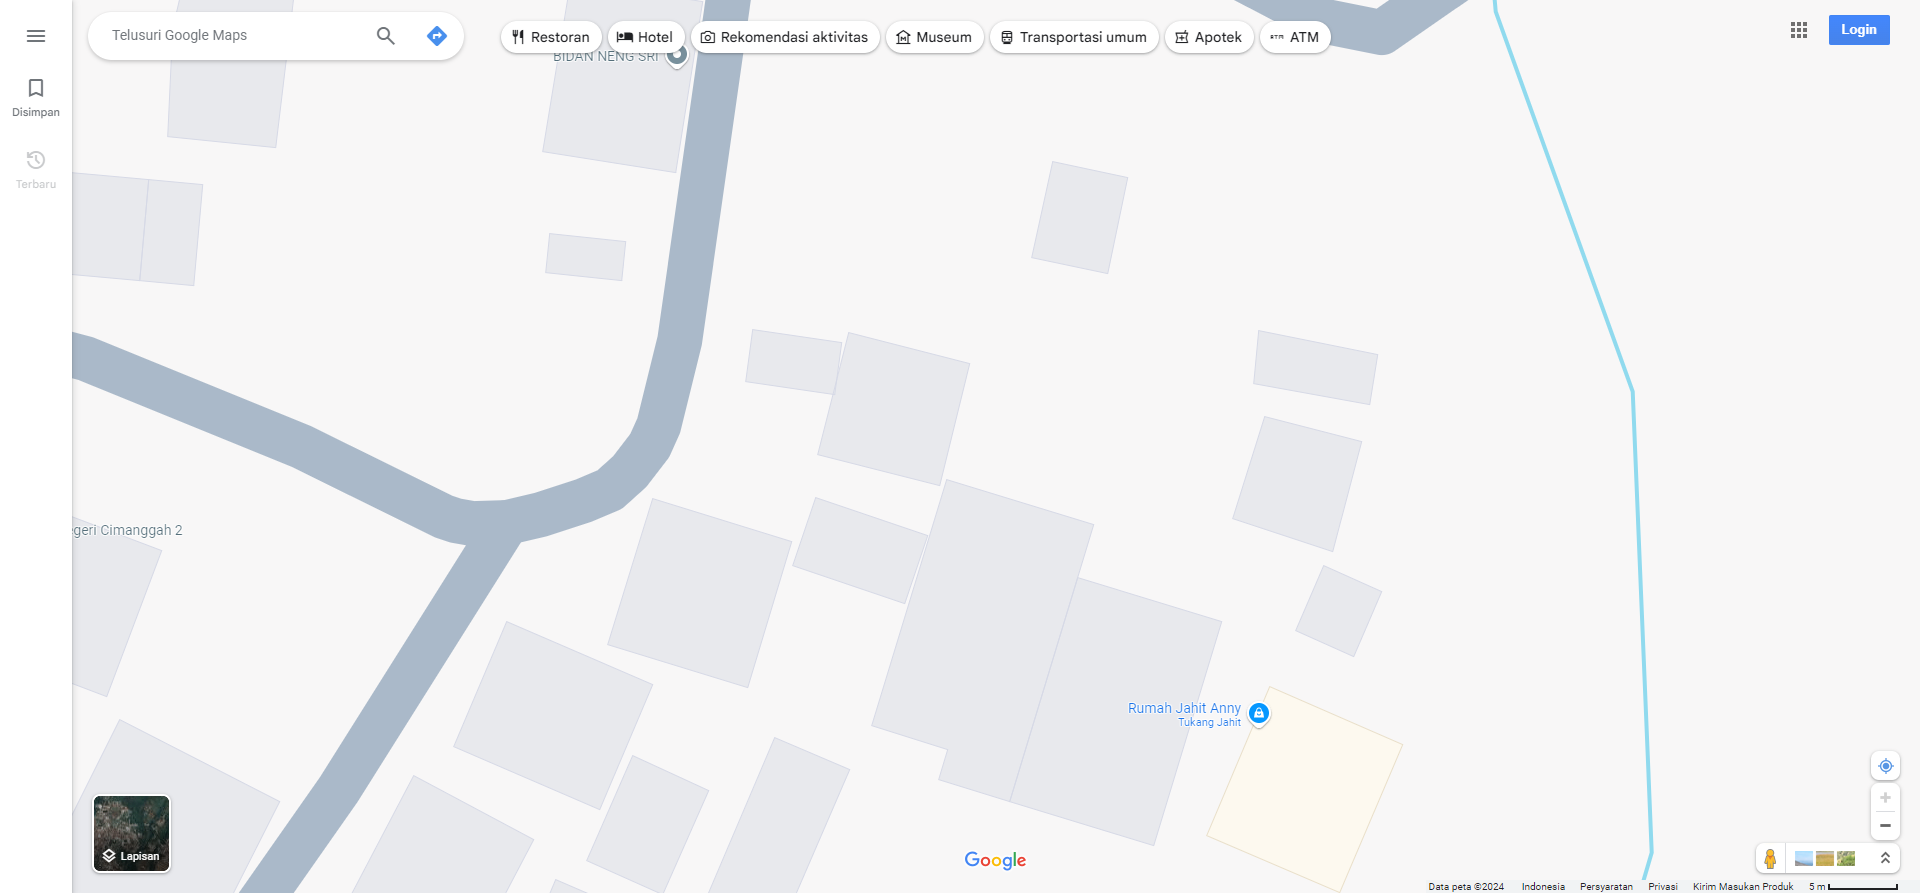 Telusuri Google Maps
Restoran
Hotel
Rekomendasi aktivitas
Museum
Transportasi umum
Apotek
ATM
Login
Disimpan
Terbaru
BIDAN NENG SRI
egeri Cimanggah 2
Rumah Jahit Anny
Tukang Jahit
Lapisan
Google
Data peta ©2024 Indonesia Persyaratan Privasi Kirim Masukan Produk 5 m